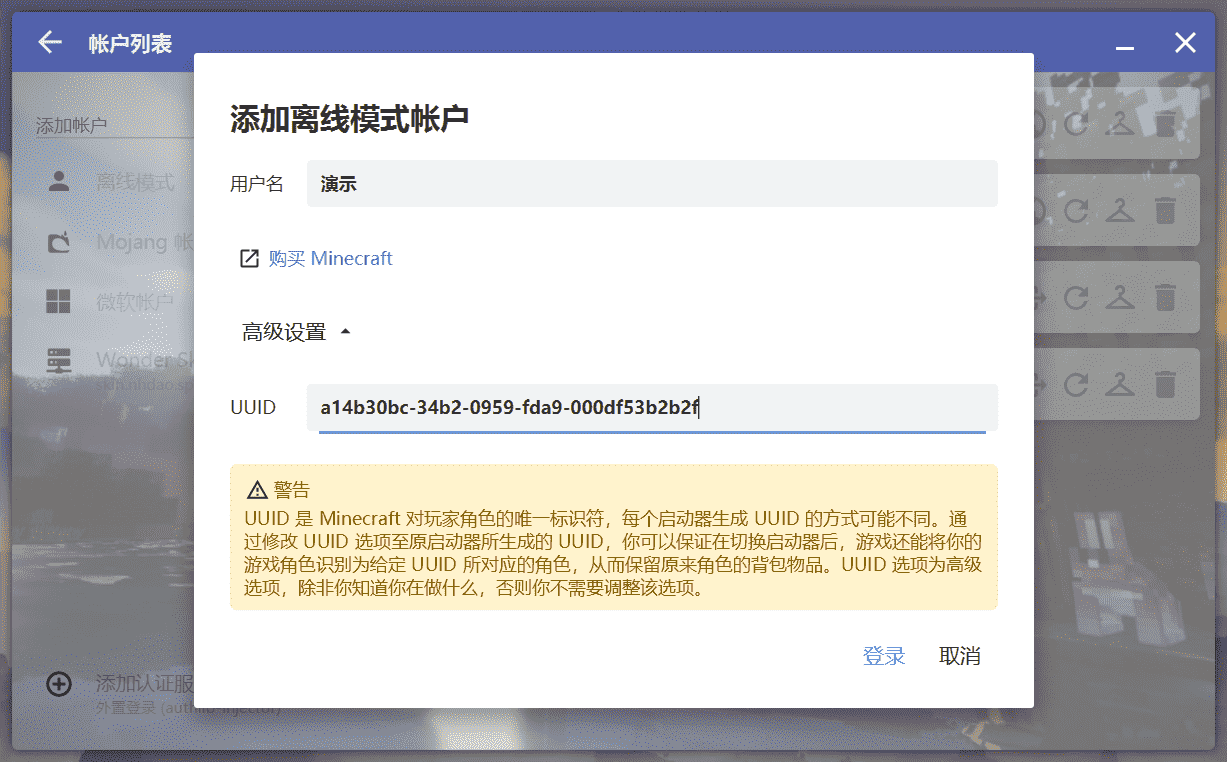 帐户列表
添加帐户
离线模式
Mojang 帐
微软帐户
Wonder S
添加离线模式帐户
用户名
演示
购买 Minecraft
高级设置
UUID
a14b30bc-34b2-0959-fda9-000df53b2b2f
警告
UUID 是 Minecraft 对玩家角色的唯一标识符，每个启动器生成 UUID 的方式可能不同。通
过修改 UUID 选项至原启动器所生成的 UUID，你可以保证在切换启动器后，游戏还能将你的
游戏角色识别为给定 UUID 所对应的角色，从而保留原来角色的背包物品。UUID 选项为高级
选项，除非你知道你在做什么，否则你不需要调整该选项。
登录
取消
添加认证服
外置登录 (authlib-injector)